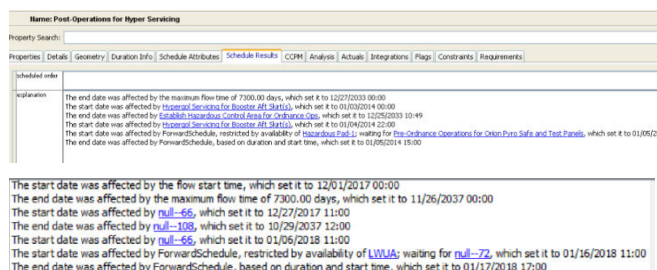 Name: Post-Operations for Hyper Servicing
Property Search:
Properties Details Geometry Duration Info Schedule Attributes Schedule Results CCPM Analysis Actuals Integrations Flags Constraints Requirements
scheduled order
explanation
The end date was affected by the maximum flow time of 7300.00 days, which set it to 12/27/2033 00:00
The start date was affected by Hypergol Servicing for Booster Aft Skirt(s), which set it to 01/03/2014 00:00
The end date was affected by Establish Hazardous Control Area for Ordnance Ops, which set it to 12/25/2033 10:49
The start date was affected by Hypergol Servicing for Booster Aft Skirt(s), which set it to 01/04/2014 22:00
The start date was affected by ForwardSchedule, restricted by availability of Hazardous Pad-1; waiting for Pre-Ordnance Operations for Orion Pyro Safe and Test Panels, which set it to 01/05/2
The end date was affected by ForwardSchedule, based on duration and start time, which set it to 01/05/2014 15:00
The start date was affected by the flow start time, which set it to 12/01/2017 00:00
The end date was affected by the maximum flow time of 7300.00 days, which set it to 11/26/2037 00:00
The start date was affected by null--66, which set it to 12/27/2017 11:00
The end date was affected by null--108, which set it to 10/29/2037 12:00
The start date was affected by null--66, which set it to 01/06/2018 11:00
The start date was affected by ForwardSchedule, restricted by availability of LWUA; waiting for null--72, which set it to 01/16/2018 11:00
The end date was affected by ForwardSchedule, based on duration and start time, which set it to 01/17/2018 17:00